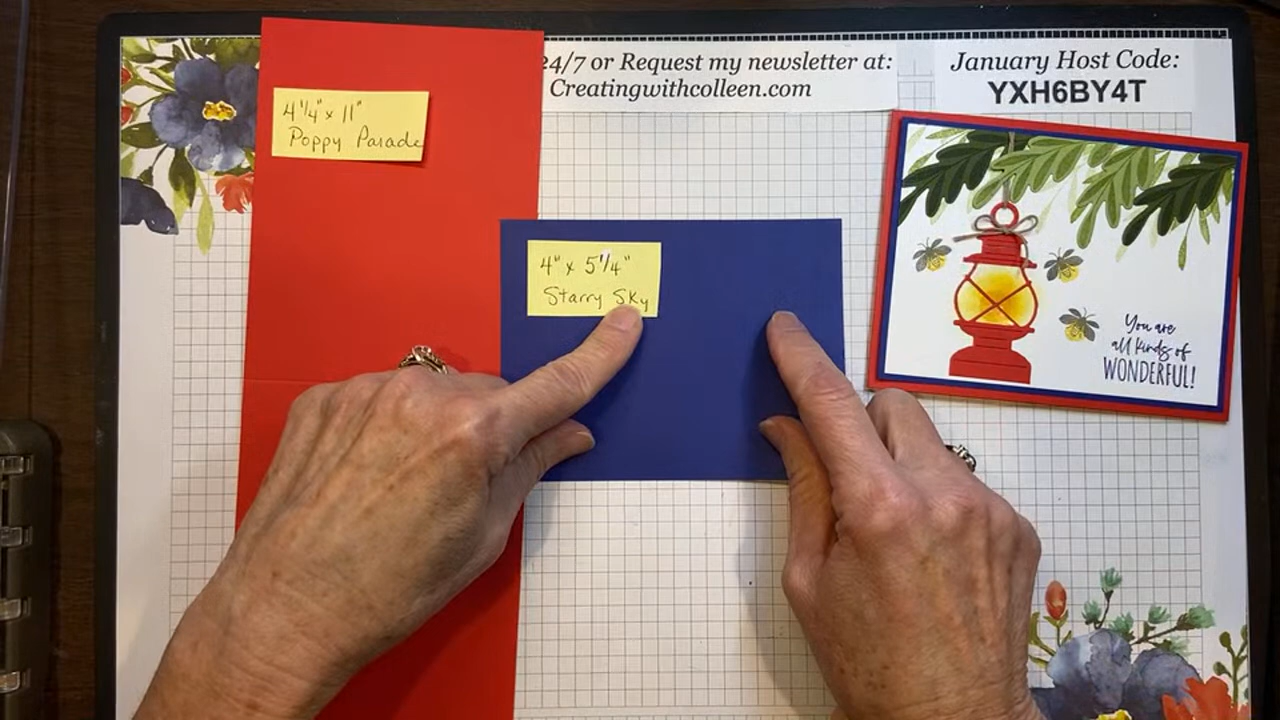 24/7 or Request my newsletter at:
Creatingwithcolleen.com
January Host Code:
YXH6BY4T
4 1/4" x 11"
Poppy Parade
4" x 5 1/4"
Starry Sky
You are
all kinds of
WONDERFUL!